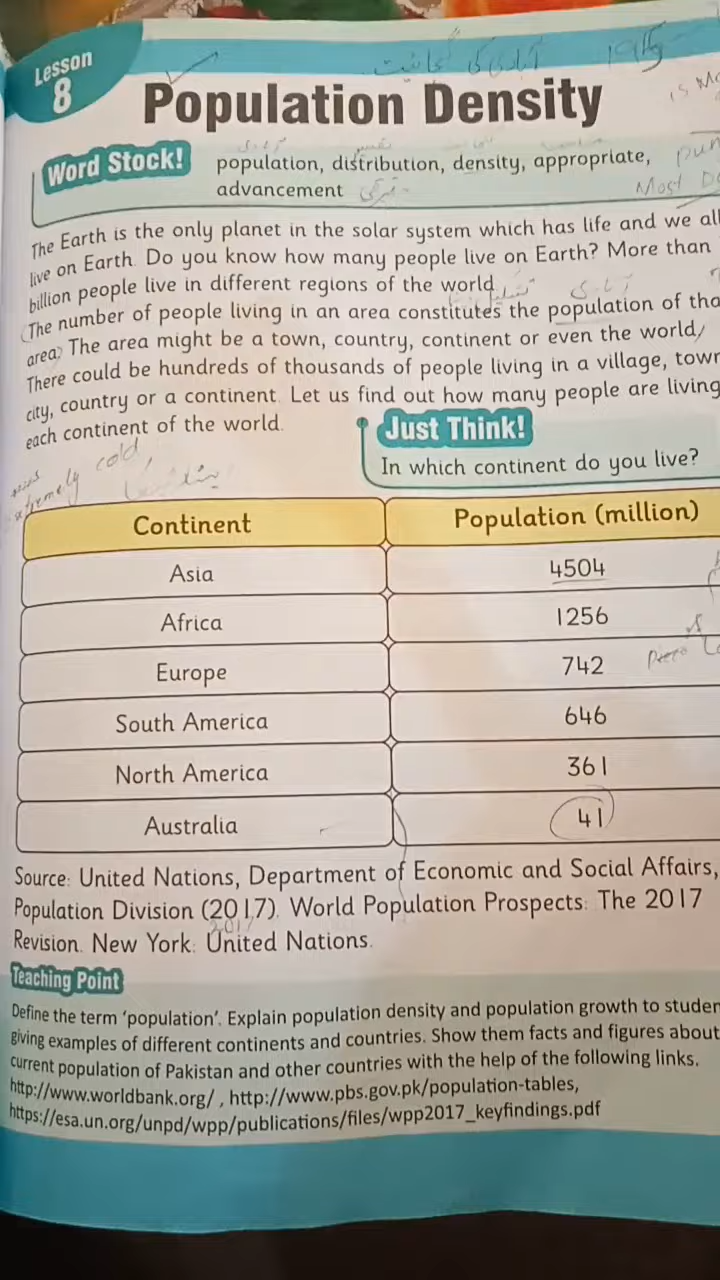 Lesson
8
Population Density
Word Stock!
population, distribution, density, appropriate,
advancement
Most
The Earth is the only planet in the solar system which has life and we all
live on Earth. Do you know how many people live on Earth? More than
billion people live in different regions of the world.
The number of people living in an area constitutes the population of tha
area. The area might be a town, country, continent or even the world.
There could be hundreds of thousands of people living in a village, town
city, country or a continent. Let us find out how many people are living
each continent of the world.
Just Think!
In which continent do you live?
cold,
Continent Population (million)
Asia 4504
Africa 1256
Europe 742
South America 646
North America 361
Australia 41
Source: United Nations, Department of Economic and Social Affairs,
Population Division (2017). World Population Prospects: The 2017
Revision. New York: United Nations.
2017
Teaching Point
Define the term ‘population’. Explain population density and population growth to studen
giving examples of different continents and countries. Show them facts and figures about
current population of Pakistan and other countries with the help of the following links.
http://www.worldbank.org/ , http://www.pbs.gov.pk/population-tables,
https://esa.un.org/unpd/wpp/publications/files/wpp2017_keyfindings.pdf